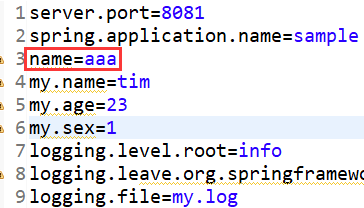 1 server.port=8081
2 spring.application.name=sample
3 name=aaa
4 my.name=tim
5 my.age=23
6 my.sex=1
7 logging.level.root=info
8 logging.leave.org.springframew
9 logging.file=my.log